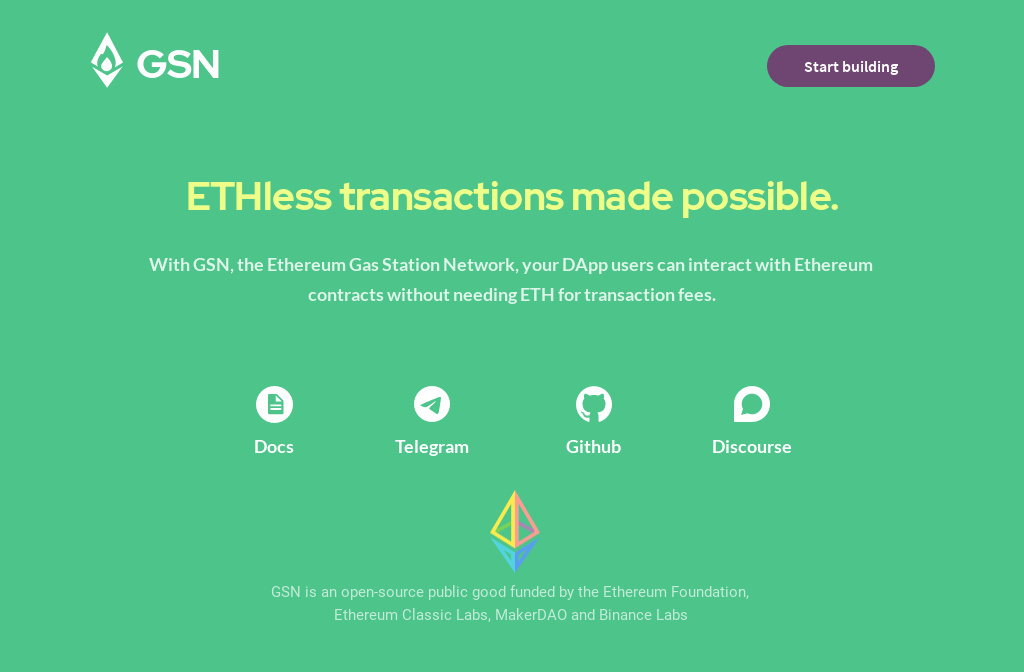 GSN
Start building
ETHless transactions made possible.
With GSN, the Ethereum Gas Station Network, your DApp users can interact with Ethereum
contracts without needing ETH for transaction fees.
Docs
Telegram
Github
Discourse
GSN is an open-source public good funded by the Ethereum Foundation,
Ethereum Classic Labs, MakerDAO and Binance Labs